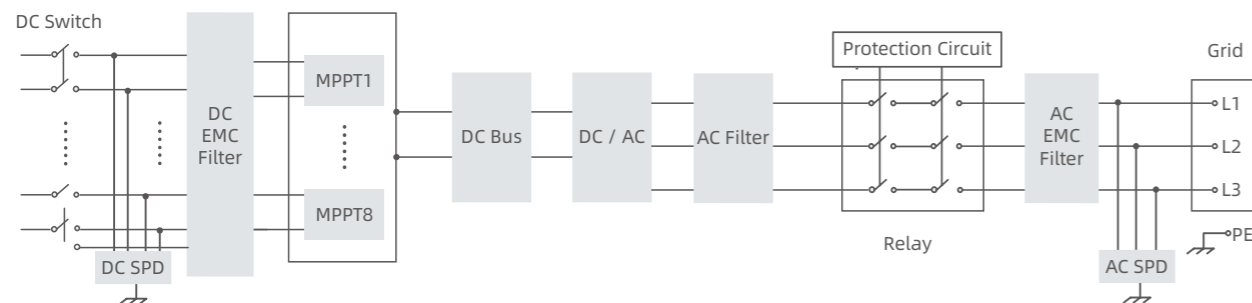 DC Switch
DC
EMC
Filter
MPPT1
MPPT8
DC SPD
DC Bus
DC / AC
AC Filter
Protection Circuit
Relay
AC
EMC
Filter
AC SPD
Grid
L1
L2
L3
PE